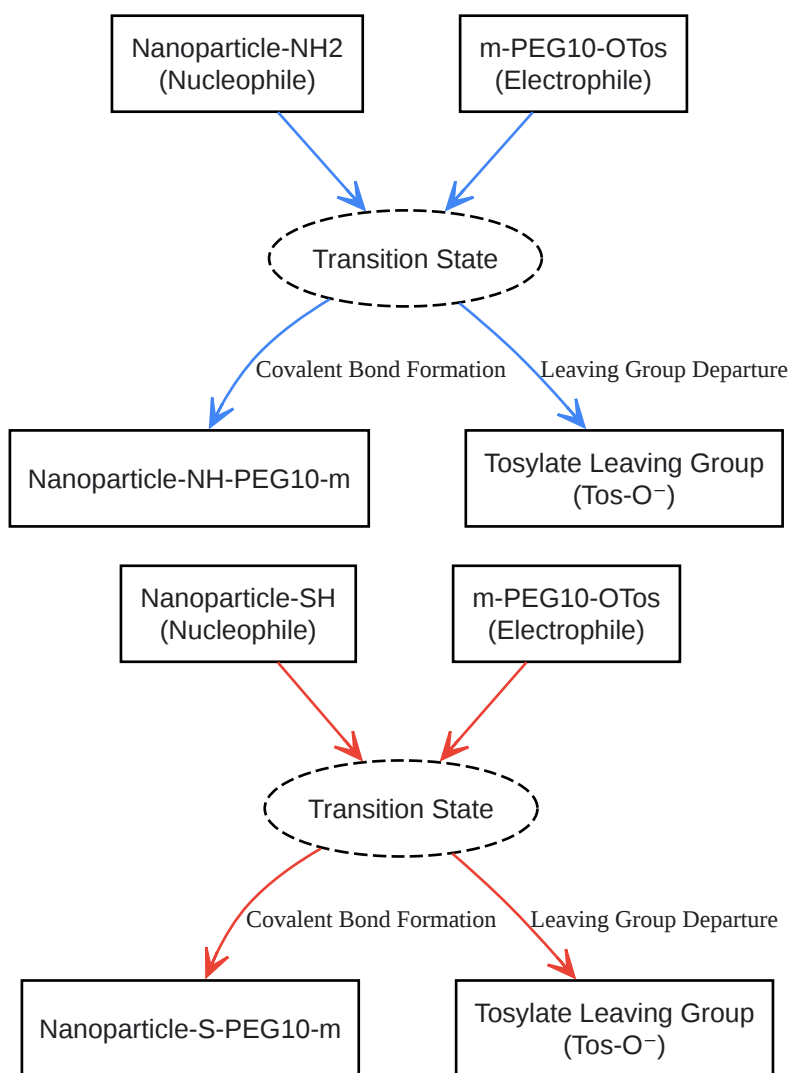 Nanoparticle-NH2
(Nucleophile)
m-PEG10-OTos
(Electrophile)
Transition State
Covalent Bond Formation
Leaving Group Departure
Nanoparticle-NH-PEG10-m
Tosylate Leaving Group
(Tos-O⁻)
Nanoparticle-SH
(Nucleophile)
m-PEG10-OTos
(Electrophile)
Transition State
Covalent Bond Formation
Leaving Group Departure
Nanoparticle-S-PEG10-m
Tosylate Leaving Group
(Tos-O⁻)